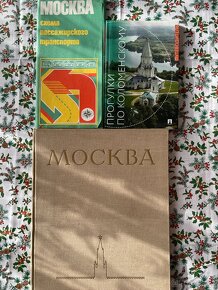 МОСКВА
схема
пассажирского
транспорта
ПРОГУЛКИ
ПО КОЛОМЕНСКОМУ
МОСКВА